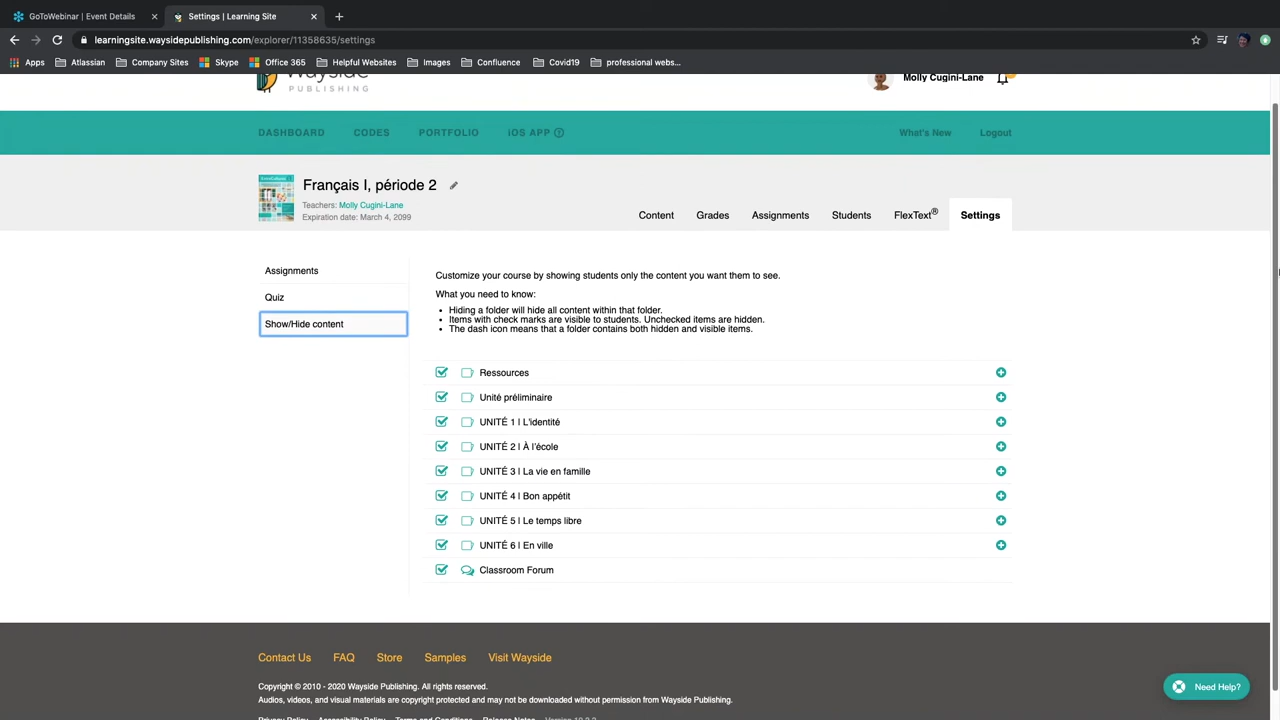 GoToWebinar | Event Details
Settings | Learning Site
learningsite.waysidepublishing.com/explorer/11358635/settings
Apps Atlassian Company Sites Skype Office 365 Helpful Websites Images Confluence Covid19 professional webs...
Wayside
PUBLISHING
Molly Cugini-Lane
DASHBOARD CODES PORTFOLIO iOS APP What's New Logout
Français I, période 2
Teachers: Molly Cugini-Lane
Expiration date: March 4, 2099
Content Grades Assignments Students FlexText® Settings
Assignments
Quiz
Show/Hide content
Customize your course by showing students only the content you want them to see.
What you need to know:
Hiding a folder will hide all content within that folder.
Items with check marks are visible to students. Unchecked items are hidden.
The dash icon means that a folder contains both hidden and visible items.
Ressources
Unité préliminaire
UNITÉ 1 | L'identité
UNITÉ 2 | À l'école
UNITÉ 3 | La vie en famille
UNITÉ 4 | Bon appétit
UNITÉ 5 | Le temps libre
UNITÉ 6 | En ville
Classroom Forum
Contact Us FAQ Store Samples Visit Wayside
Need Help?
Copyright © 2010 - 2020 Wayside Publishing. All rights reserved.
Audios, videos, and visual materials are copyright protected and may not be downloaded without permission from Wayside Publishing.
Privacy Policy Accessibility Policy Terms and Conditions Release Notes